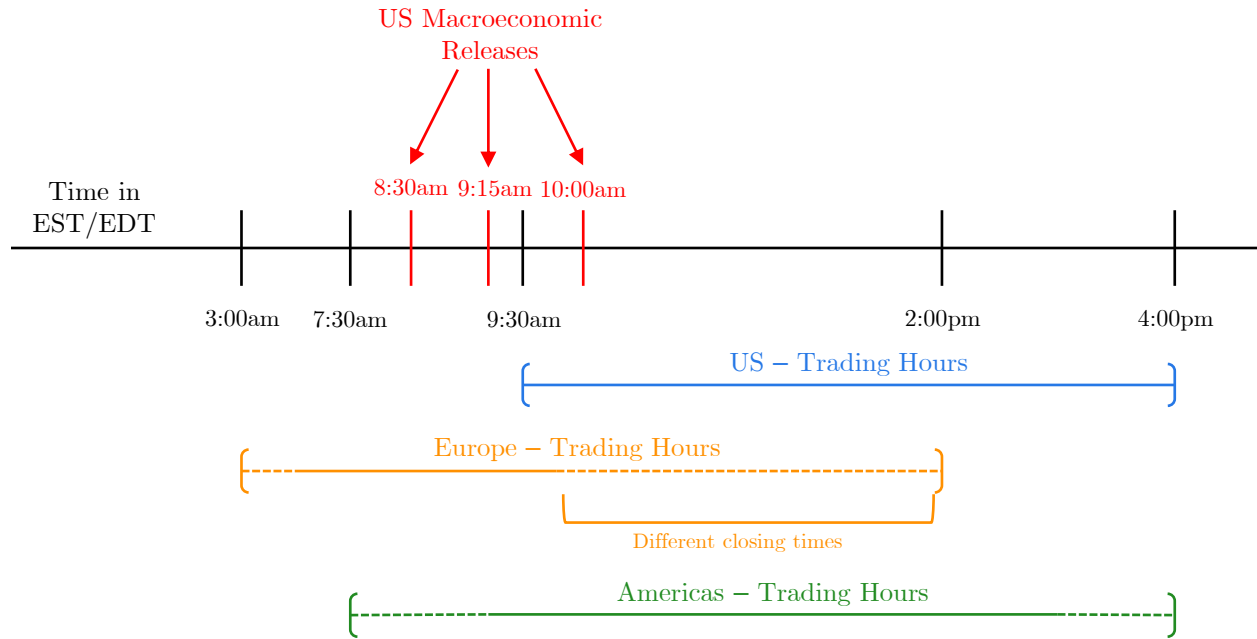 US Macroeconomic
Releases
8:30am 9:15am 10:00am
Time in
EST/EDT
3:00am 7:30am 9:30am 2:00pm 4:00pm
US – Trading Hours
Europe – Trading Hours
Different closing times
Americas – Trading Hours